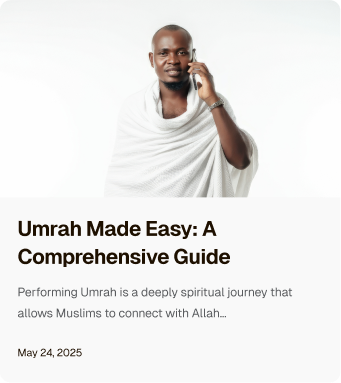 Umrah Made Easy: A
Comprehensive Guide
Performing Umrah is a deeply spiritual journey that
allows Muslims to connect with Allah...
May 24, 2025